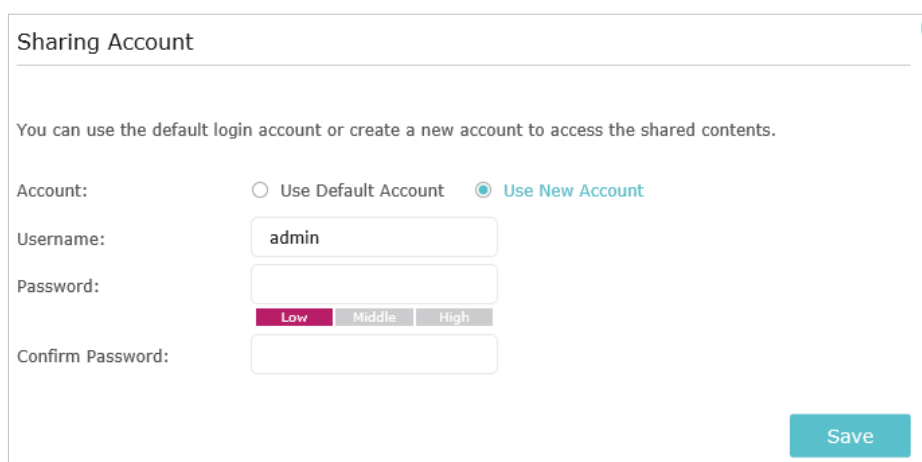 Sharing Account
You can use the default login account or create a new account to access the shared contents.
Account: Use Default Account Use New Account
Username: admin
Password:
Low Middle High
Confirm Password:
Save